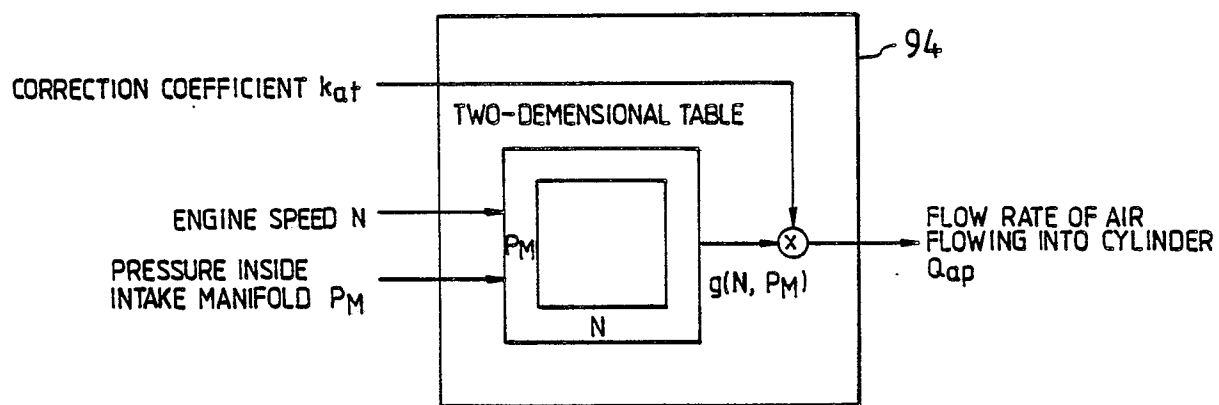 94
CORRECTION COEFFICIENT kat
TWO-DEMENSIONAL TABLE
ENGINE SPEED N
PM
PRESSURE INSIDE
INTAKE MANIFOLD PM
N
g(N, PM)
x
FLOW RATE OF AIR
FLOWING INTO CYLINDER
Qap